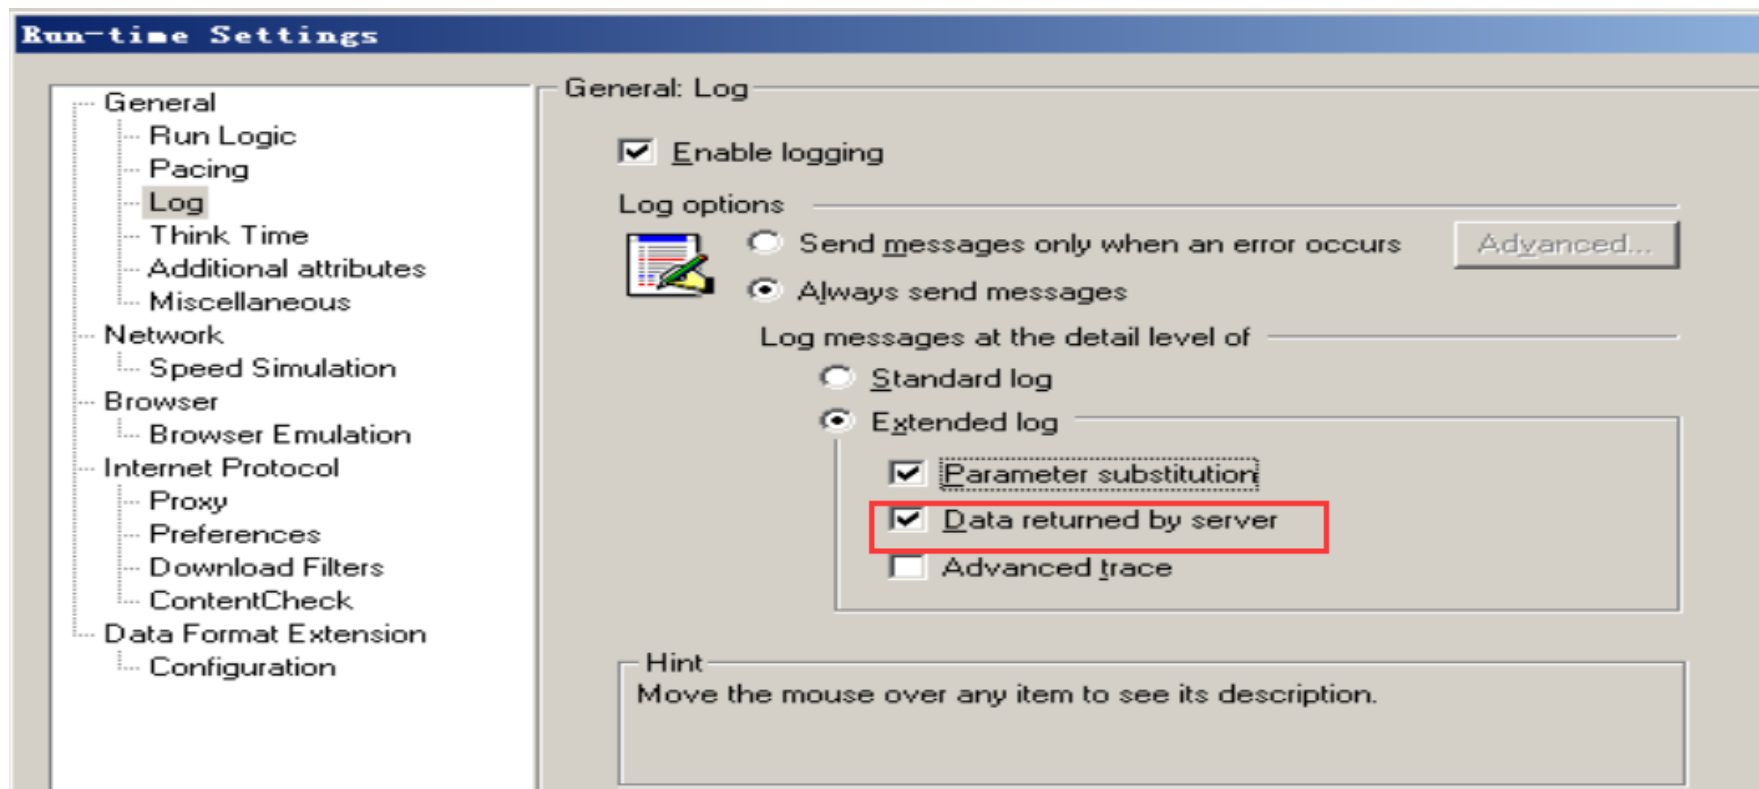 Run-time Settings
General
Run Logic
Pacing
Log
Think Time
Additional attributes
Miscellaneous
Network
Speed Simulation
Browser
Browser Emulation
Internet Protocol
Proxy
Preferences
Download Filters
ContentCheck
Data Format Extension
Configuration
General: Log
Enable logging
Log options
Send messages only when an error occurs
Advanced...
Always send messages
Log messages at the detail level of
Standard log
Extended log
Parameter substitution
Data returned by server
Advanced trace
Hint
Move the mouse over any item to see its description.